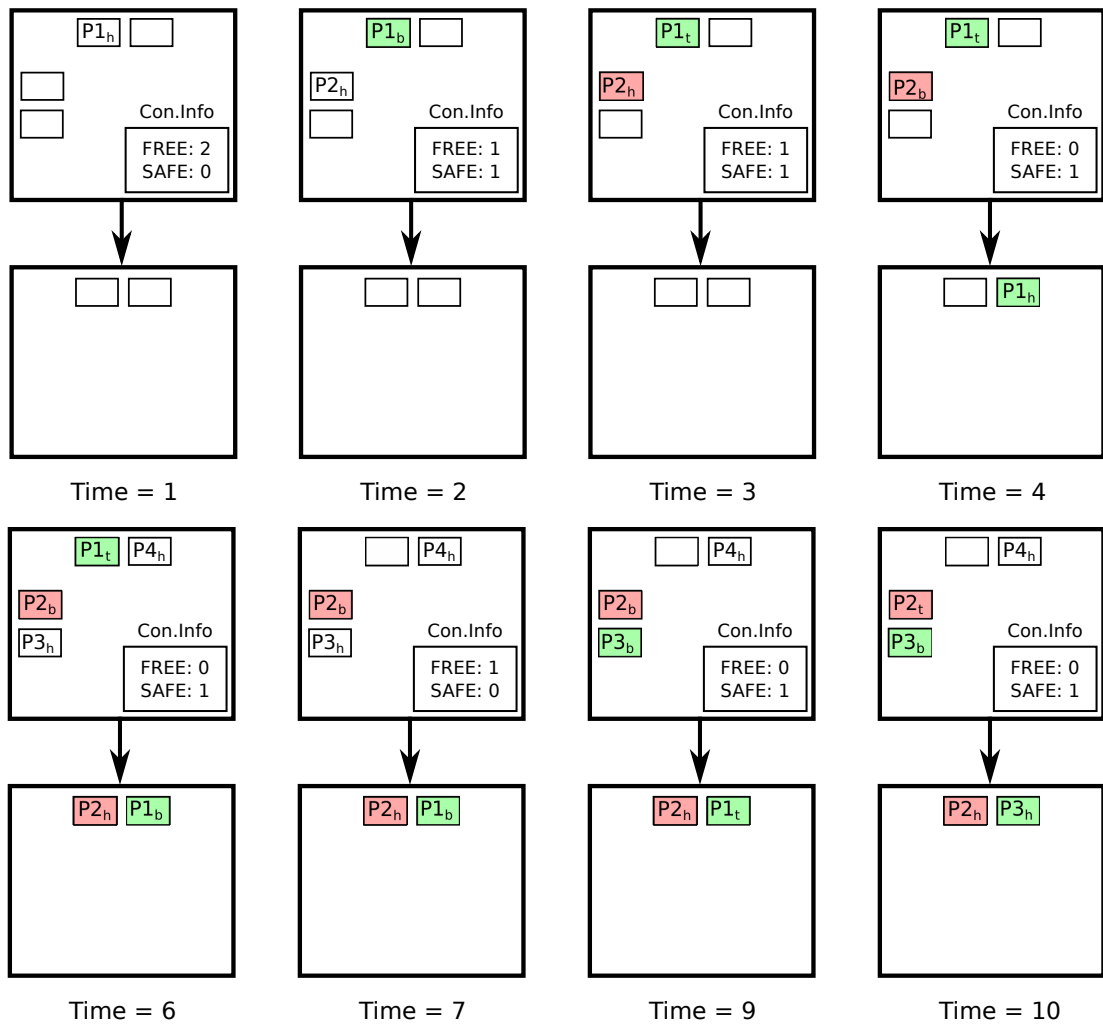 P1h
Con.Info
FREE: 2
SAFE: 0
Time = 1
P1b
P2h
Con.Info
FREE: 1
SAFE: 1
Time = 2
P1t
P2h
Con.Info
FREE: 1
SAFE: 1
Time = 3
P1t
P2b
Con.Info
FREE: 0
SAFE: 1
P1h
Time = 4
P1t P4h
P2b
P3h
Con.Info
FREE: 0
SAFE: 1
P2h P1b
Time = 6
P4h
P2b
P3h
Con.Info
FREE: 1
SAFE: 0
P2h P1b
Time = 7
P4h
P2b
P3b
Con.Info
FREE: 0
SAFE: 1
P2h P1t
Time = 9
P4h
P2t
P3b
Con.Info
FREE: 0
SAFE: 1
P2h P3h
Time = 10